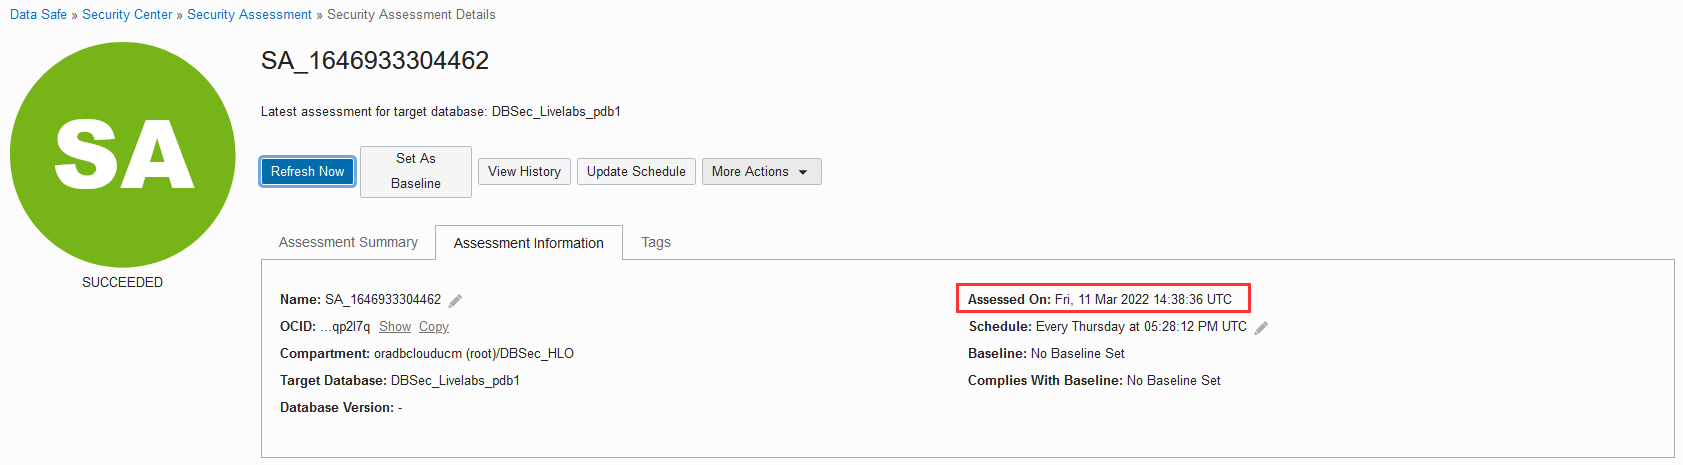 Data Safe » Security Center » Security Assessment » Security Assessment Details
SA
SUCCEEDED
SA_1646933304462
Latest assessment for target database: DBSec_Livelabs_pdb1
Refresh Now
Set As
Baseline
View History
Update Schedule
More Actions
Assessment Summary
Assessment Information
Tags
Name: SA_1646933304462
OCID: ...qp2l7q Show Copy
Compartment: oradbclouducm (root)/DBSec_HLO
Target Database: DBSec_Livelabs_pdb1
Database Version: -
Assessed On: Fri, 11 Mar 2022 14:38:36 UTC
Schedule: Every Thursday at 05:28:12 PM UTC
Baseline: No Baseline Set
Complies With Baseline: No Baseline Set